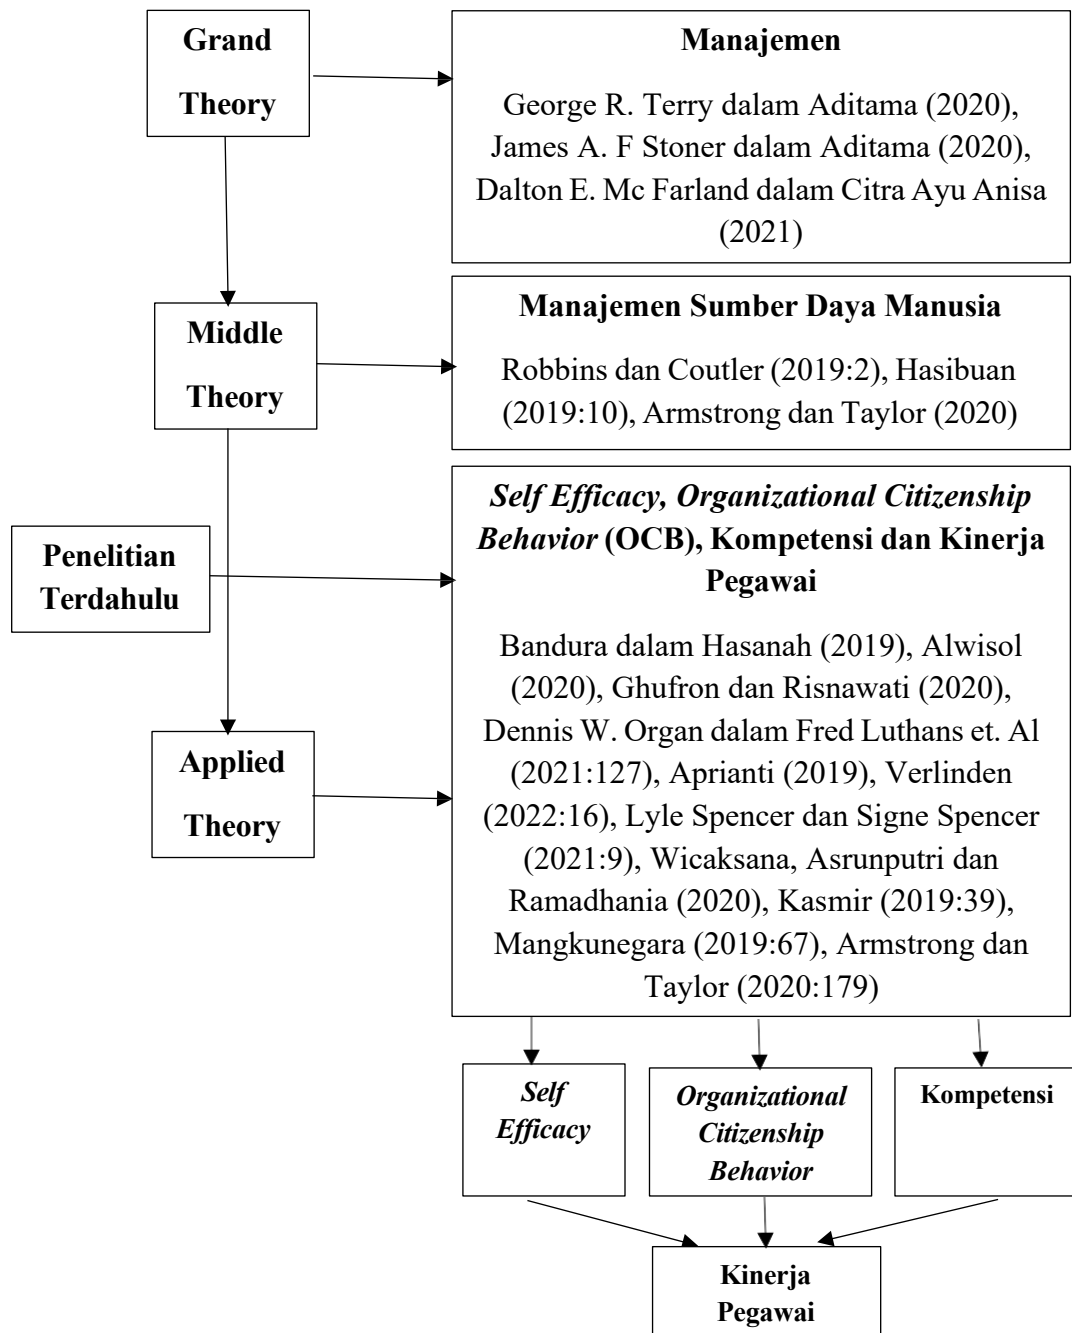 Grand
Theory
Manajemen
George R. Terry dalam Aditama (2020),
James A. F Stoner dalam Aditama (2020),
Dalton E. Mc Farland dalam Citra Ayu Anisa
(2021)
Middle
Theory
Manajemen Sumber Daya Manusia
Robbins dan Coutler (2019:2), Hasibuan
(2019:10), Armstrong dan Taylor (2020)
Penelitian
Terdahulu
Self Efficacy, Organizational Citizenship
Behavior (OCB), Kompetensi dan Kinerja
Pegawai
Bandura dalam Hasanah (2019), Alwisol
(2020), Ghufron dan Risnawati (2020),
Dennis W. Organ dalam Fred Luthans et. Al
(2021:127), Aprianti (2019), Verlinden
(2022:16), Lyle Spencer dan Signe Spencer
(2021:9), Wicaksana, Asrunputri dan
Ramadhania (2020), Kasmir (2019:39),
Mangkunegara (2019:67), Armstrong dan
Taylor (2020:179)
Applied
Theory
Self
Efficacy
Organizational
Citizenship
Behavior
Kompetensi
Kinerja
Pegawai